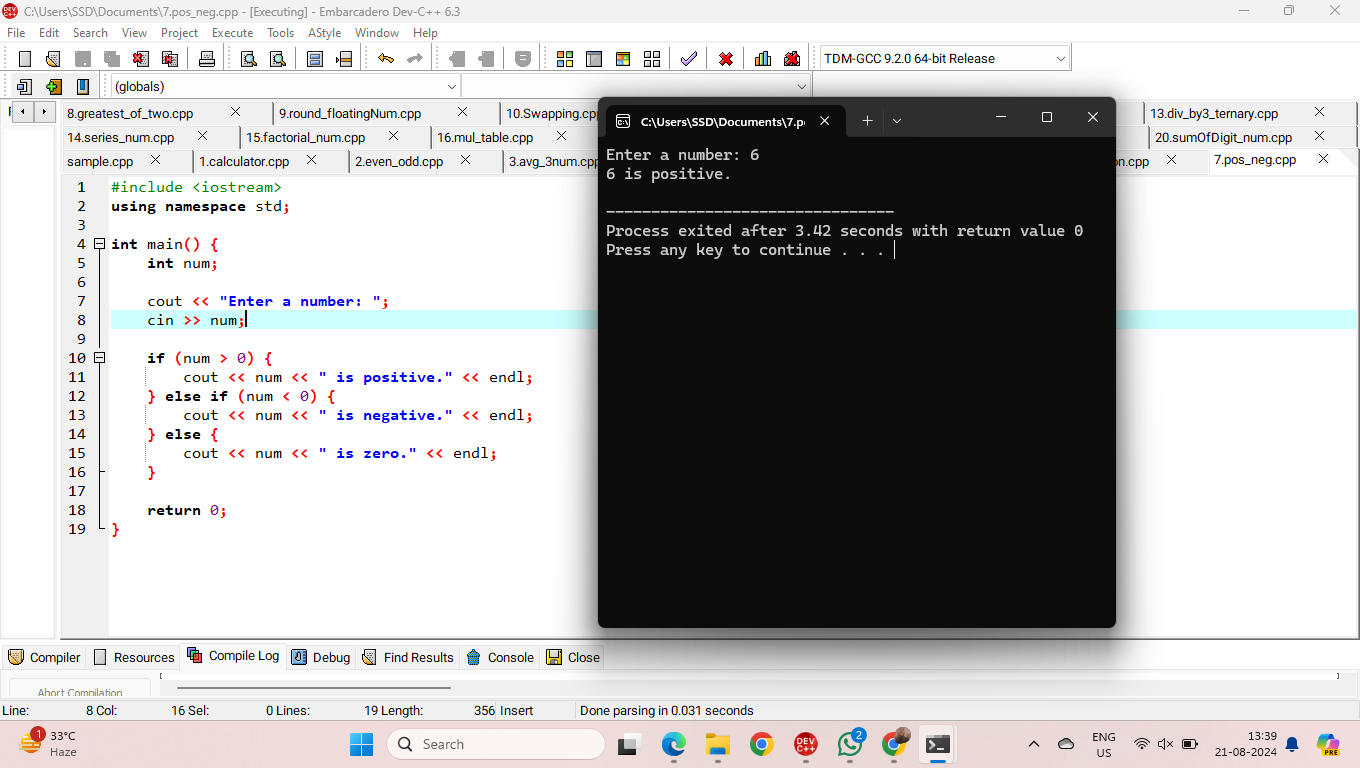 C:\Users\SSD\Documents\7.pos_neg.cpp - [Executing] - Embarcadero Dev-C++ 6.3
File Edit Search View Project Execute Tools AStyle Window Help
TDM-GCC 9.2.0 64-bit Release
(globals)
8.greatest_of_two.cpp 9.round_floatingNum.cpp 10.Swapping.cpp 13.div_by3_ternary.cpp
14.series_num.cpp 15.factorial_num.cpp 16.mul_table.cpp 20.sumOfDigit_num.cpp
sample.cpp 1.calculator.cpp 2.even_odd.cpp 3.avg_3num.cpp on.cpp 7.pos_neg.cpp
1 #include <iostream>
2 using namespace std;
3
4 int main() {
5 int num;
6
7 cout << "Enter a number: ";
8 cin >> num;
9
10 if (num > 0) {
11 cout << num << " is positive." << endl;
12 } else if (num < 0) {
13 cout << num << " is negative." << endl;
14 } else {
15 cout << num << " is zero." << endl;
16 }
17
18 return 0;
19 }
C:\Users\SSD\Documents\7.p
Enter a number: 6
6 is positive.
--------------------------------
Process exited after 3.42 seconds with return value 0
Press any key to continue . . .
Compiler Resources Compile Log Debug Find Results Console Close
Abort Compilation
Line: 8 Col: 16 Sel: 0 Lines: 19 Length: 356 Insert Done parsing in 0.031 seconds
1 33°C
Haze
Search
DEV C++
2
ENG
US
13:39
21-08-2024
PRE